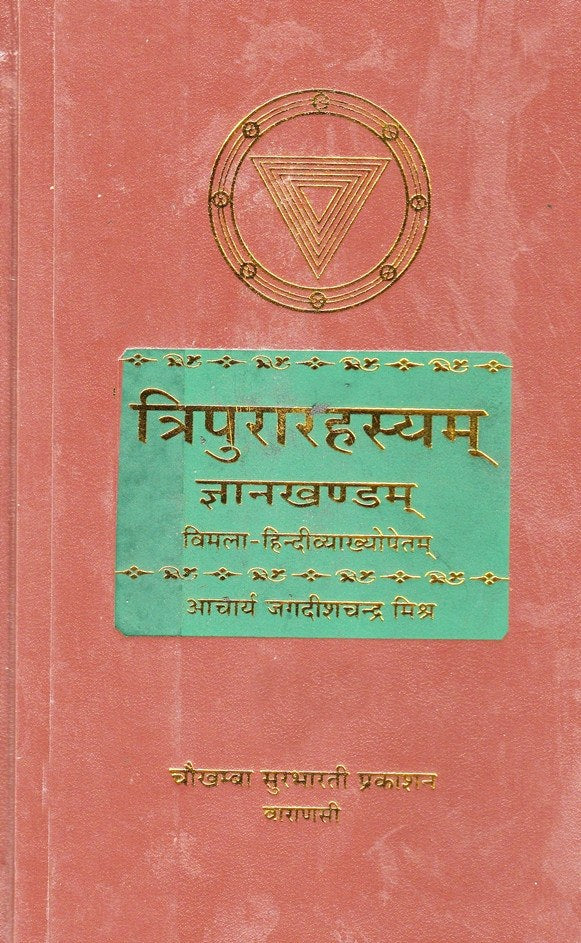 त्रिपुरारहस्यम्
ज्ञानखण्डम्
विमला-हिन्दीव्याख्योपेतम्
आचार्य जगदीशचन्द्र मिश्र
चौखम्बा सुरभारती प्रकाशन
वाराणसी